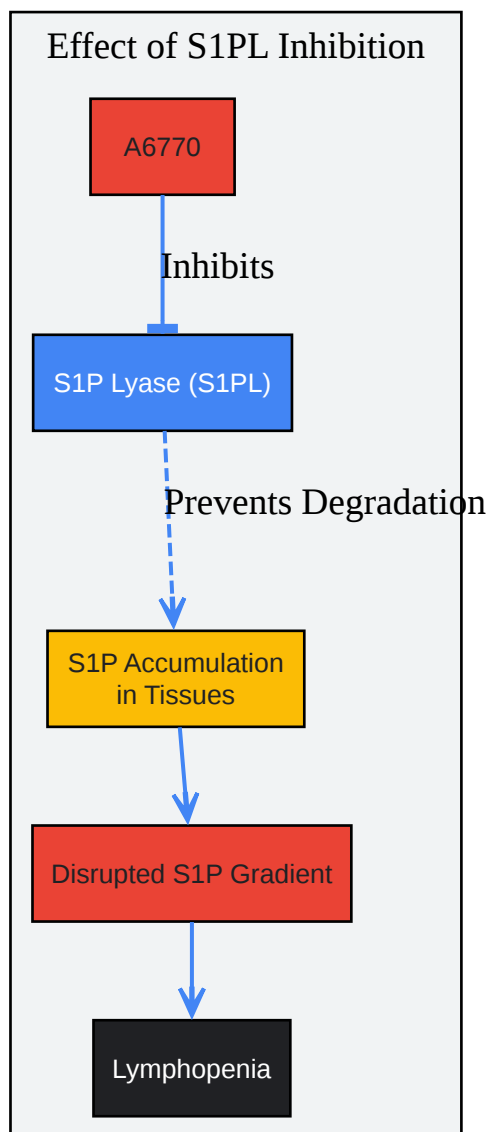 Effect of S1PL Inhibition
A6770
Inhibits
S1P Lyase (S1PL)
Prevents Degradation
S1P Accumulation
in Tissues
Disrupted S1P Gradient
Lymphopenia